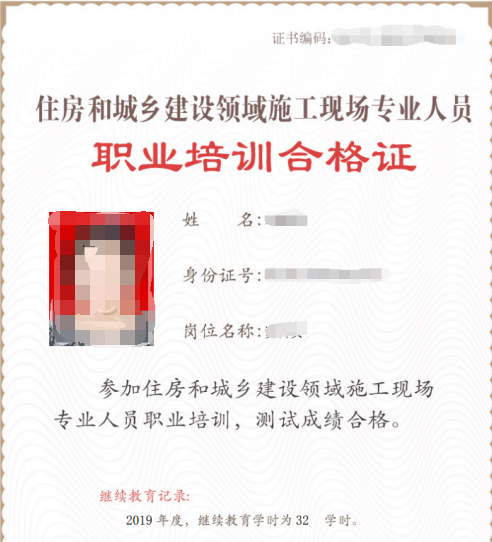 证书编码:
住房和城乡建设领域施工现场专业人员
职业培训合格证
姓 名:
身份证号:
岗位名称:
参加住房和城乡建设领域施工现场
专业人员职业培训，测试成绩合格。
继续教育记录:
2019 年度，继续教育学时为 32 学时。